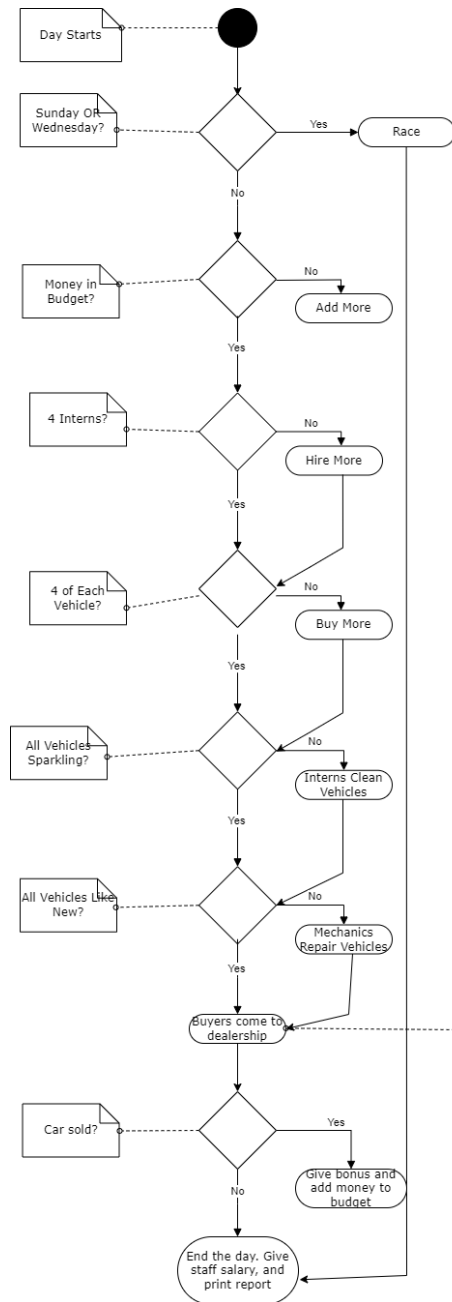 Day Starts
Sunday OR
Wednesday?
Yes
Race
No
Money in
Budget?
No
Add More
Yes
4 Interns?
No
Hire More
Yes
4 of Each
Vehicle?
No
Buy More
Yes
All Vehicles
Sparkling?
No
Interns Clean
Vehicles
Yes
All Vehicles Like
New?
No
Mechanics
Repair Vehicles
Yes
Buyers come to
dealership
Car sold?
Yes
Give bonus and
add money to
budget
No
End the day. Give
staff salary, and
print report